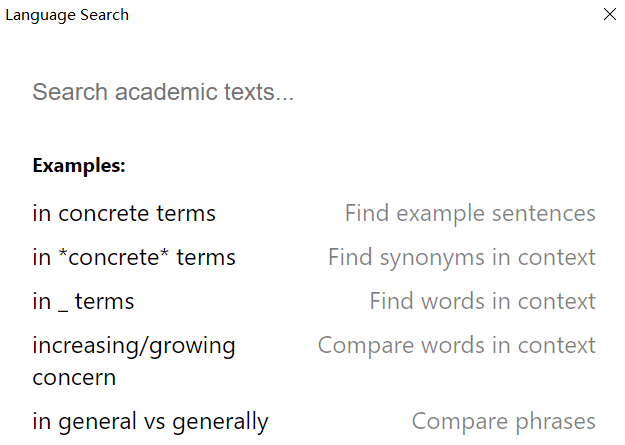 Language Search
Search academic texts...
Examples:
in concrete terms Find example sentences
in *concrete* terms Find synonyms in context
in _ terms Find words in context
increasing/growing Compare words in context
concern
in general vs generally Compare phrases